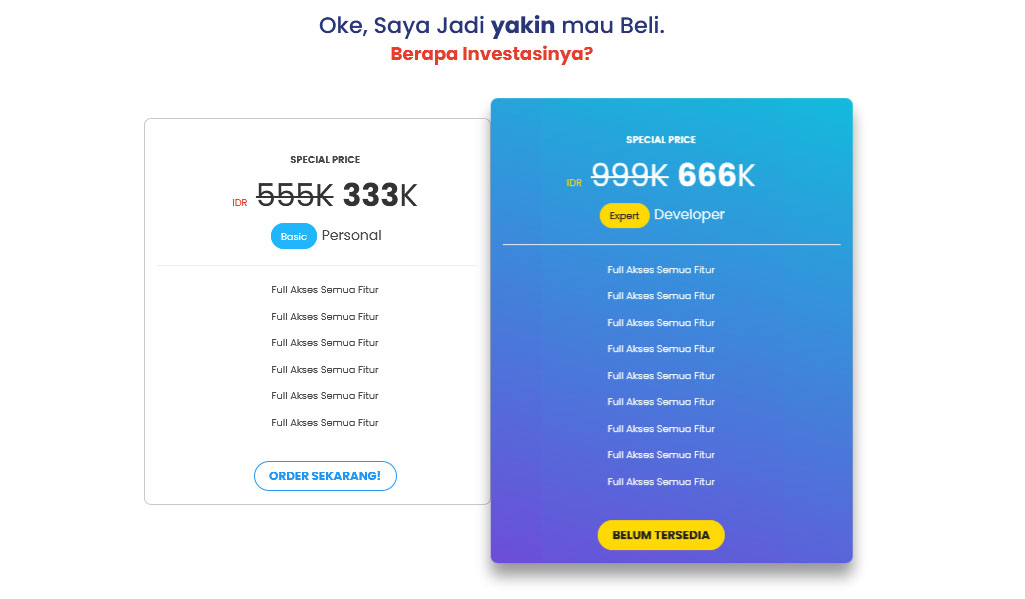 Oke, Saya Jadi yakin mau Beli.
Berapa Investasinya?
SPECIAL PRICE
IDR 555K 333K
Basic Personal
Full Akses Semua Fitur
Full Akses Semua Fitur
Full Akses Semua Fitur
Full Akses Semua Fitur
Full Akses Semua Fitur
Full Akses Semua Fitur
ORDER SEKARANG!
SPECIAL PRICE
IDR 999K 666K
Expert Developer
Full Akses Semua Fitur
Full Akses Semua Fitur
Full Akses Semua Fitur
Full Akses Semua Fitur
Full Akses Semua Fitur
Full Akses Semua Fitur
Full Akses Semua Fitur
Full Akses Semua Fitur
Full Akses Semua Fitur
BELUM TERSEDIA